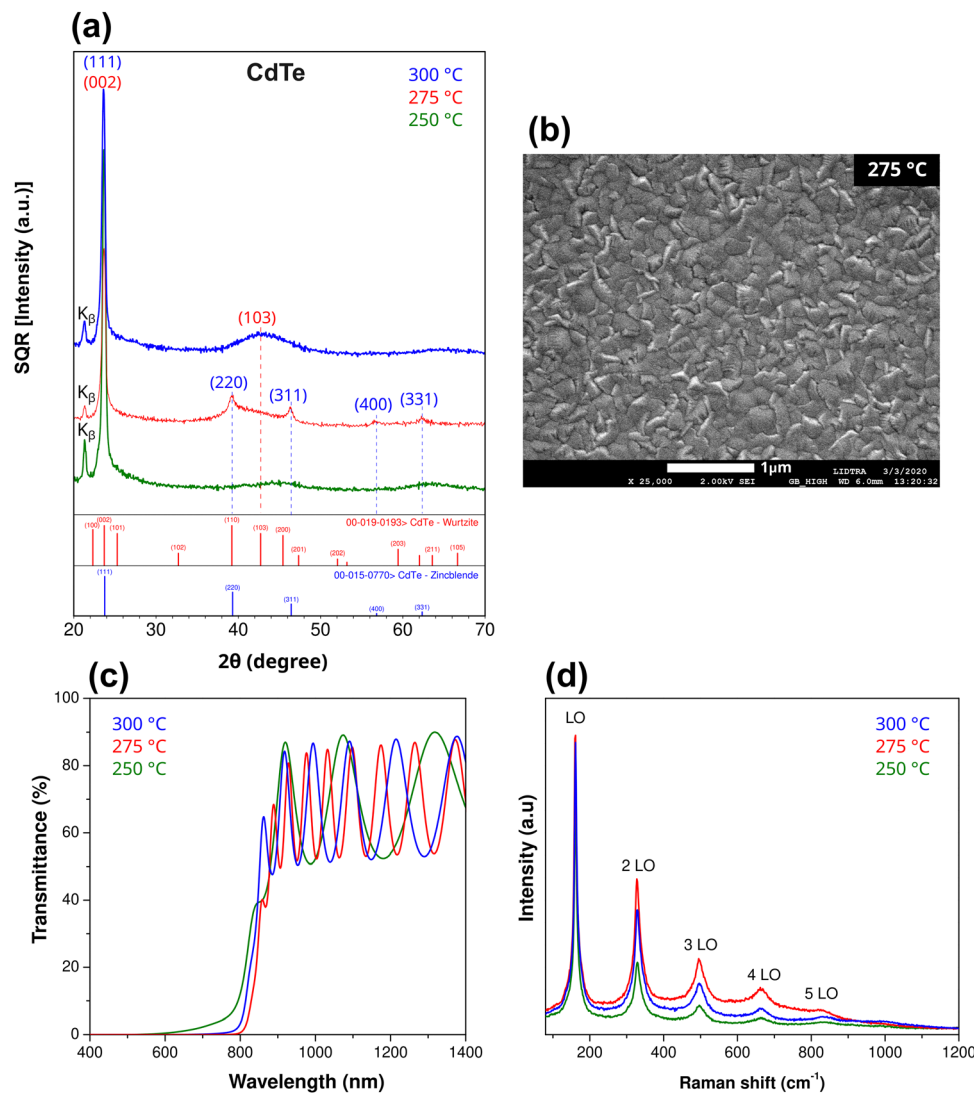 (a)
CdTe
(111)
(002)
300 °C
275 °C
250 °C
SQR [Intensity (a.u.)]
Kβ
(103)
Kβ
(220)
(311)
(400)
(331)
Kβ
00-019-0193> CdTe - Wurtzite
(100)
(002)
(101)
(102)
(110)
(103)
(200)
(201)
(202)
(203)
(211)
(105)
00-015-0770> CdTe - Zincblende
(111)
(220)
(311)
(400)
(331)
20 30 40 50 60 70
2θ (degree)
(b)
275 °C
1µm
LIDTRA 3/3/2020
X 25,000 2.00kV SEI GB_HIGH WD 6.0mm 13:20:32
(c)
300 °C
275 °C
250 °C
Transmittance (%)
100
80
60
40
20
0
400 600 800 1000 1200 1400
Wavelength (nm)
(d)
LO
300 °C
275 °C
250 °C
2 LO
3 LO
4 LO
5 LO
Intensity (a.u)
200 400 600 800 1000 1200
Raman shift (cm⁻¹)